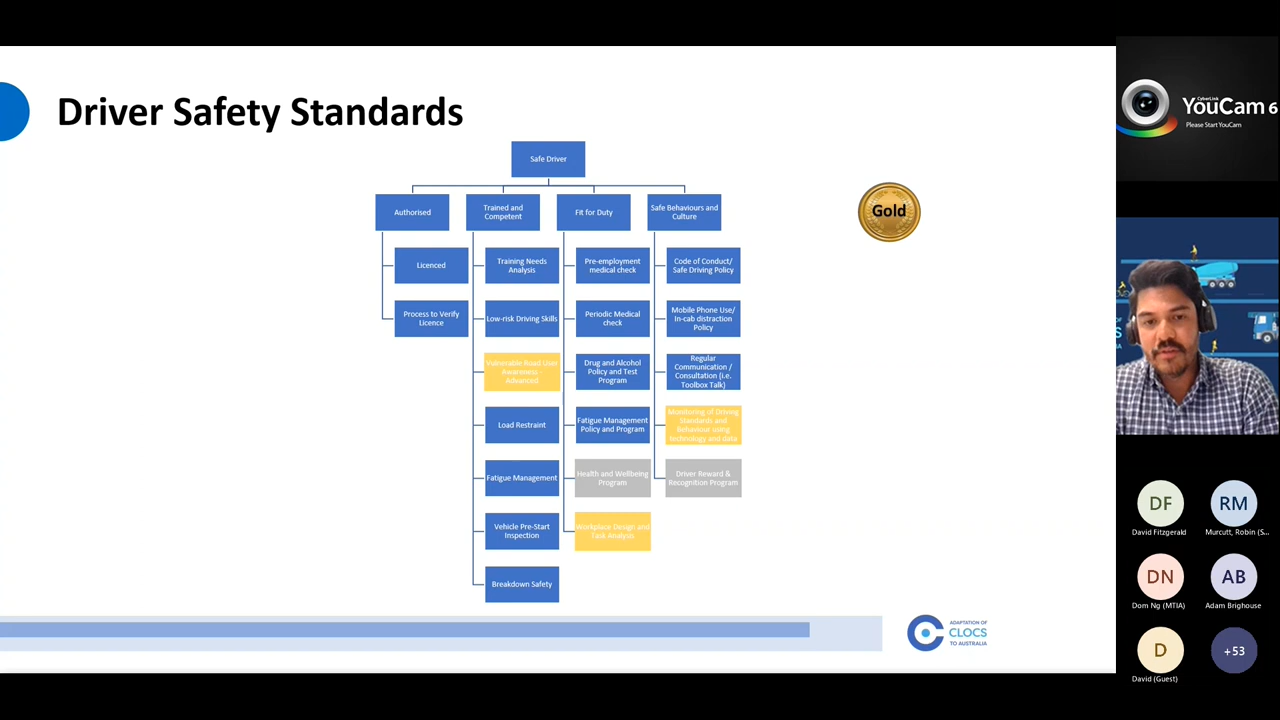 Driver Safety Standards
Safe Driver
Authorised
Trained and
Competent
Fit for Duty
Safe Behaviours and
Culture
Licenced
Process to Verify
Licence
Training Needs
Analysis
Low-risk Driving Skills
Vulnerable Road User
Awareness -
Advanced
Load Restraint
Fatigue Management
Vehicle Pre-Start
Inspection
Breakdown Safety
Pre-employment
medical check
Periodic Medical
check
Drug and Alcohol
Policy and Test
Program
Fatigue Management
Policy and Program
Health and Wellbeing
Program
Workplace Design and
Task Analysis
Code of Conduct/
Safe Driving Policy
Mobile Phone Use/
In-cab distraction
Policy
Regular
Communication /
Consultation (i.e.
Toolbox Talk)
Monitoring of Driving
Standards and
Behaviour using
technology and data
Driver Reward &
Recognition Program
Gold
ADAPTATION OF
CLOCS
TO AUSTRALIA
CyberLink
YouCam 6
Please Start YouCam
DF
David Fitzgerald
RM
Murcutt, Robin (S...
DN
Dom Ng (MTIA)
AB
Adam Brighouse
D
David (Guest)
+53